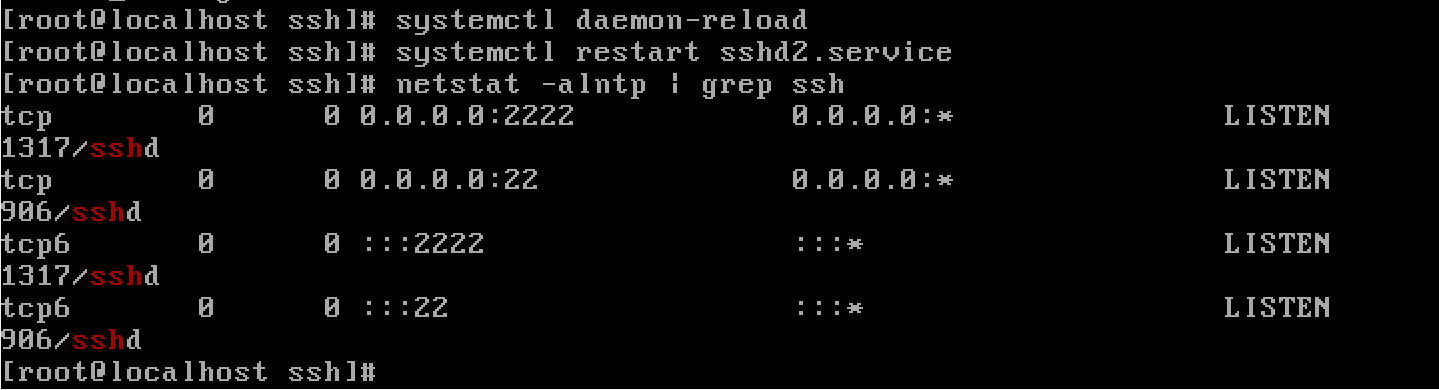 [root@localhost ssh]# systemctl daemon-reload
[root@localhost ssh]# systemctl restart sshd2.service
[root@localhost ssh]# netstat -alntp | grep ssh
tcp        0      0 0.0.0.0:2222            0.0.0.0:*               LISTEN
1317/sshd
tcp        0      0 0.0.0.0:22              0.0.0.0:*               LISTEN
906/sshd
tcp6       0      0 :::2222                 :::*                    LISTEN
1317/sshd
tcp6       0      0 :::22                   :::*                    LISTEN
906/sshd
[root@localhost ssh]#